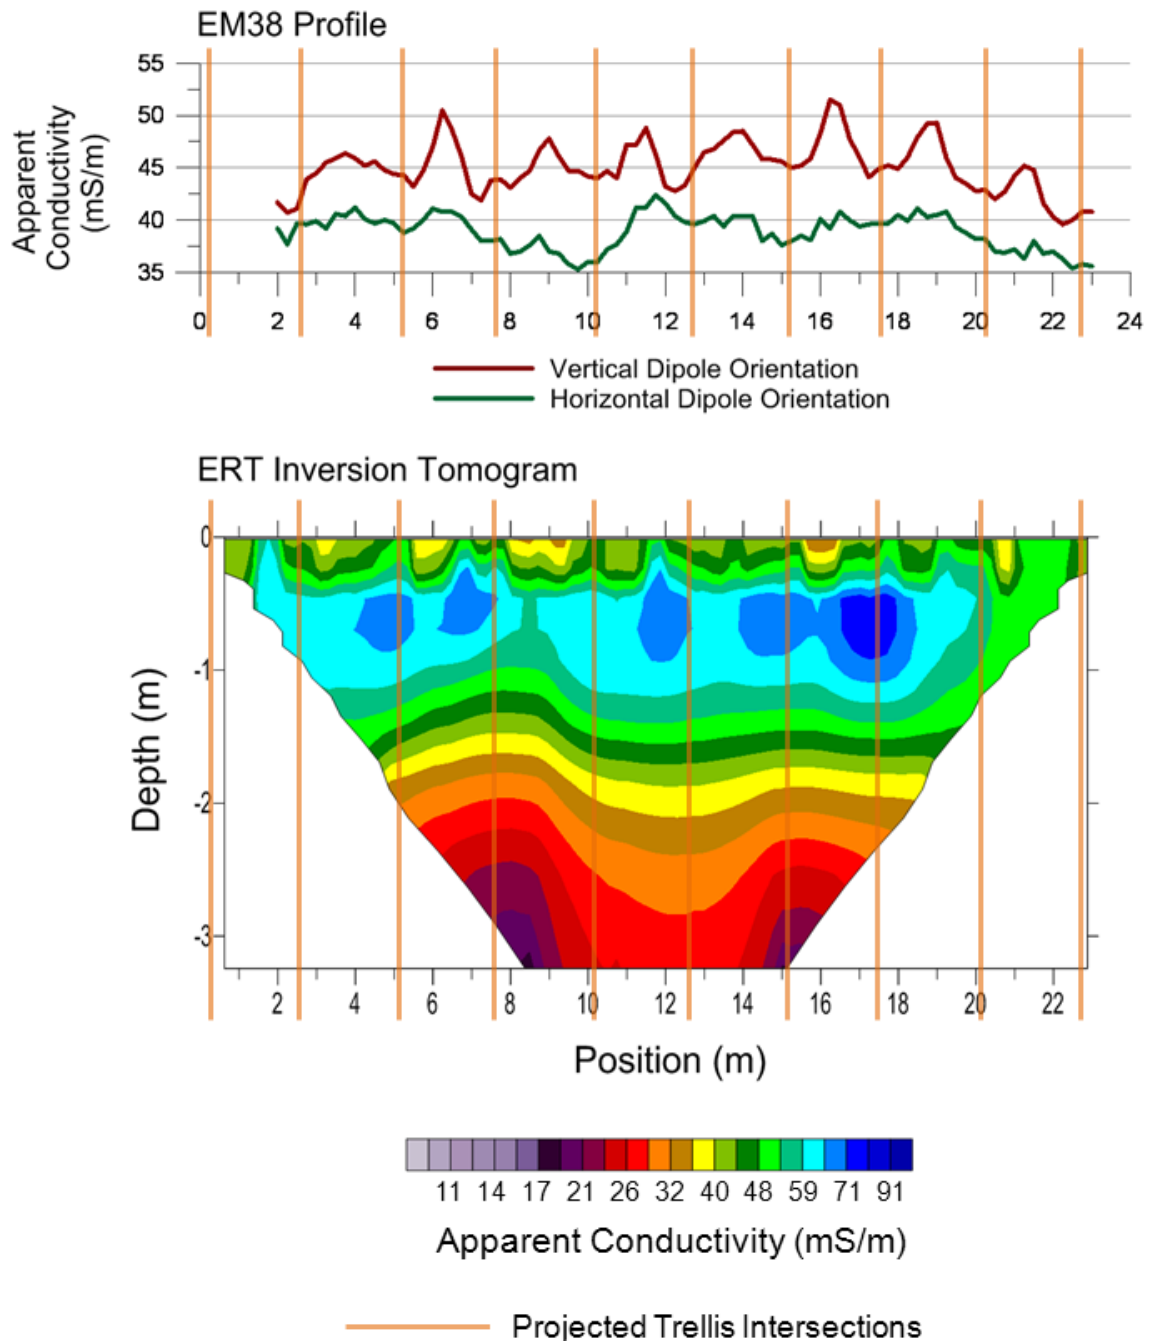 EM38 Profile
Apparent
Conductivity
(mS/m)
55
50
45
40
35
0 2 4 6 8 10 12 14 16 18 20 22 24
Vertical Dipole Orientation
Horizontal Dipole Orientation
ERT Inversion Tomogram
Depth (m)
0
-1
-2
-3
2 4 6 8 10 12 14 16 18 20 22
Position (m)
11 14 17 21 26 32 40 48 59 71 91
Apparent Conductivity (mS/m)
Projected Trellis Intersections